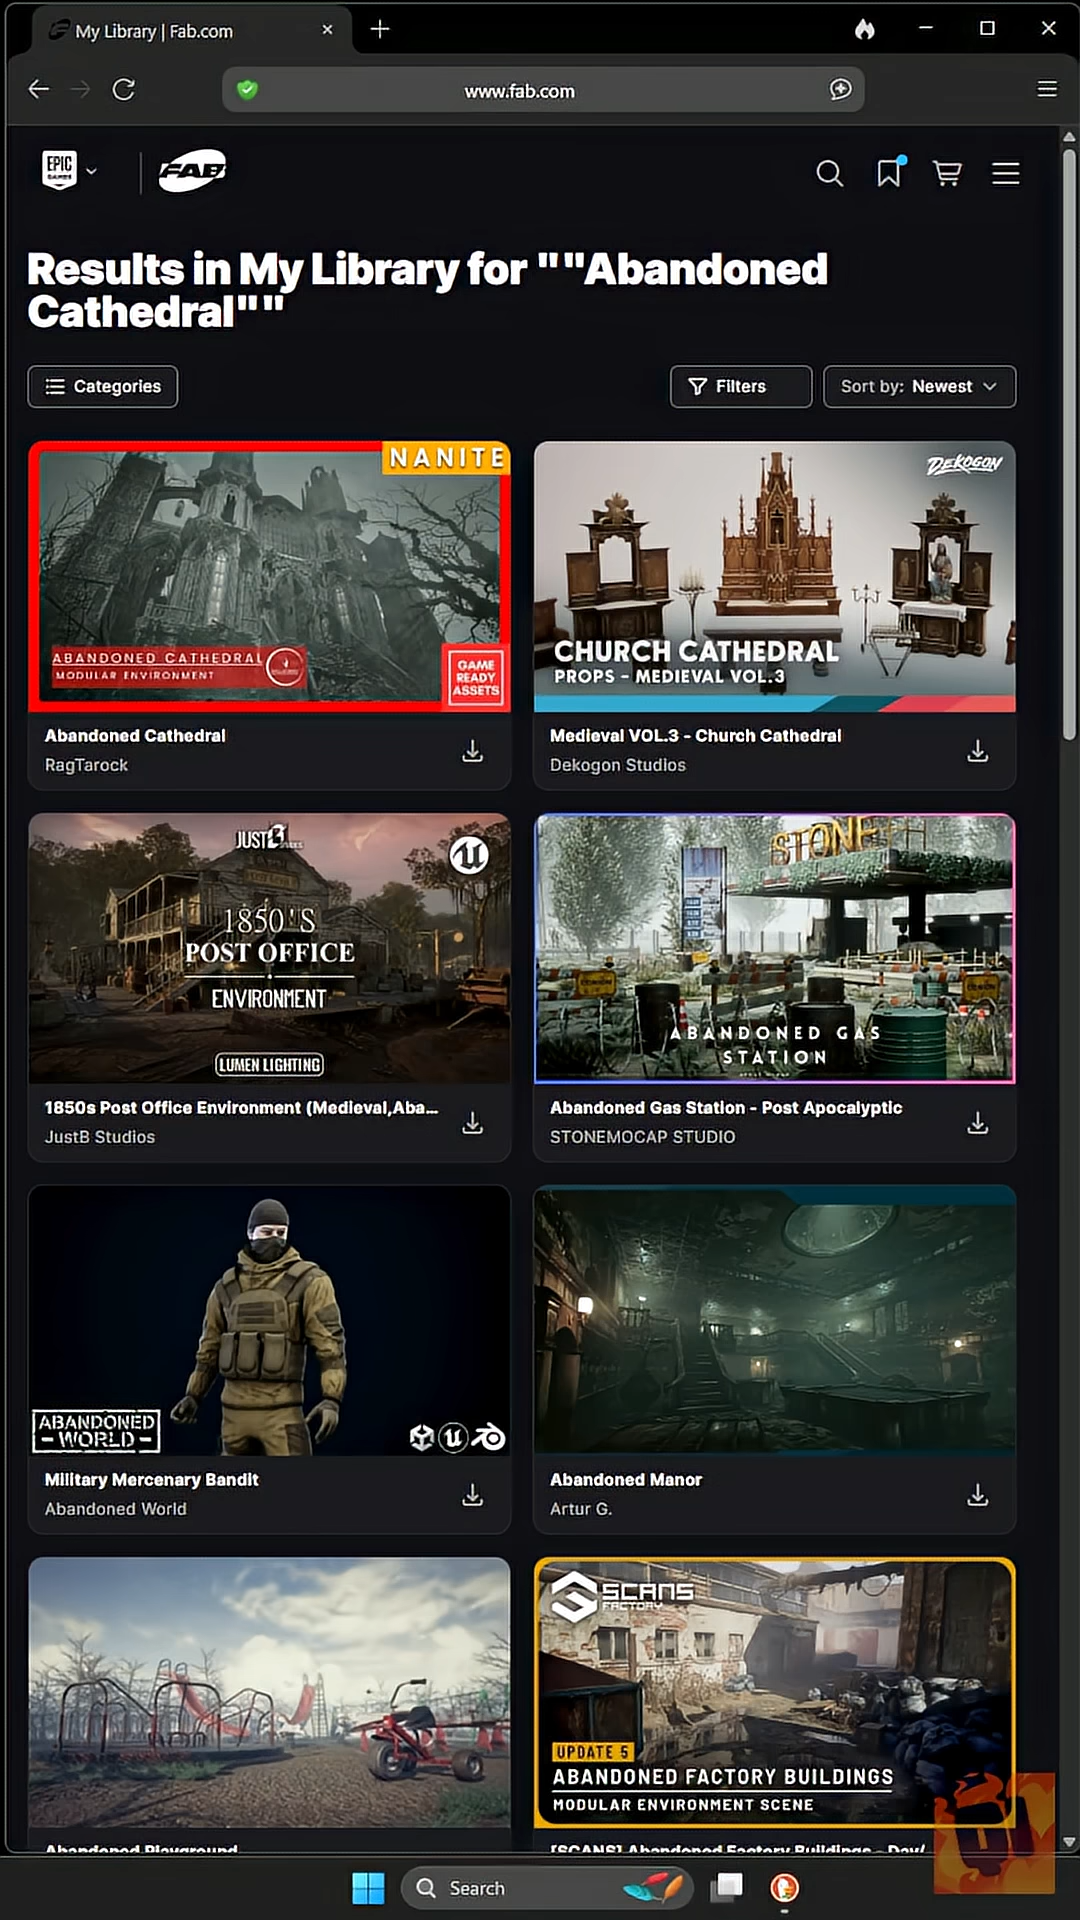 My Library | Fab.com
www.fab.com
EPIC
GAMES
FAB
Results in My Library for ""Abandoned
Cathedral""
Categories
Filters
Sort by: Newest
NANITE
ABANDONED CATHEDRAL
MODULAR ENVIRONMENT
GAME
READY
ASSETS
Abandoned Cathedral
RagTarock
DEKOGON
CHURCH CATHEDRAL
PROPS - MEDIEVAL VOL.3
Medieval VOL.3 - Church Cathedral
Dekogon Studios
JUSTB
1850'S
POST OFFICE
ENVIRONMENT
LUMEN LIGHTING
1850s Post Office Environment (Medieval,Aba...
JustB Studios
STONE
ABANDONED GAS
STATION
Abandoned Gas Station - Post Apocalyptic
STONEMOCAP STUDIO
ABANDONED
-WORLD-
Military Mercenary Bandit
Abandoned World
Abandoned Manor
Artur G.
Abandoned Playground
SCANS
FACTORY
UPDATE 5
ABANDONED FACTORY BUILDINGS
MODULAR ENVIRONMENT SCENE
[SCANS] Abandoned Factory Buildings - Day/
Search